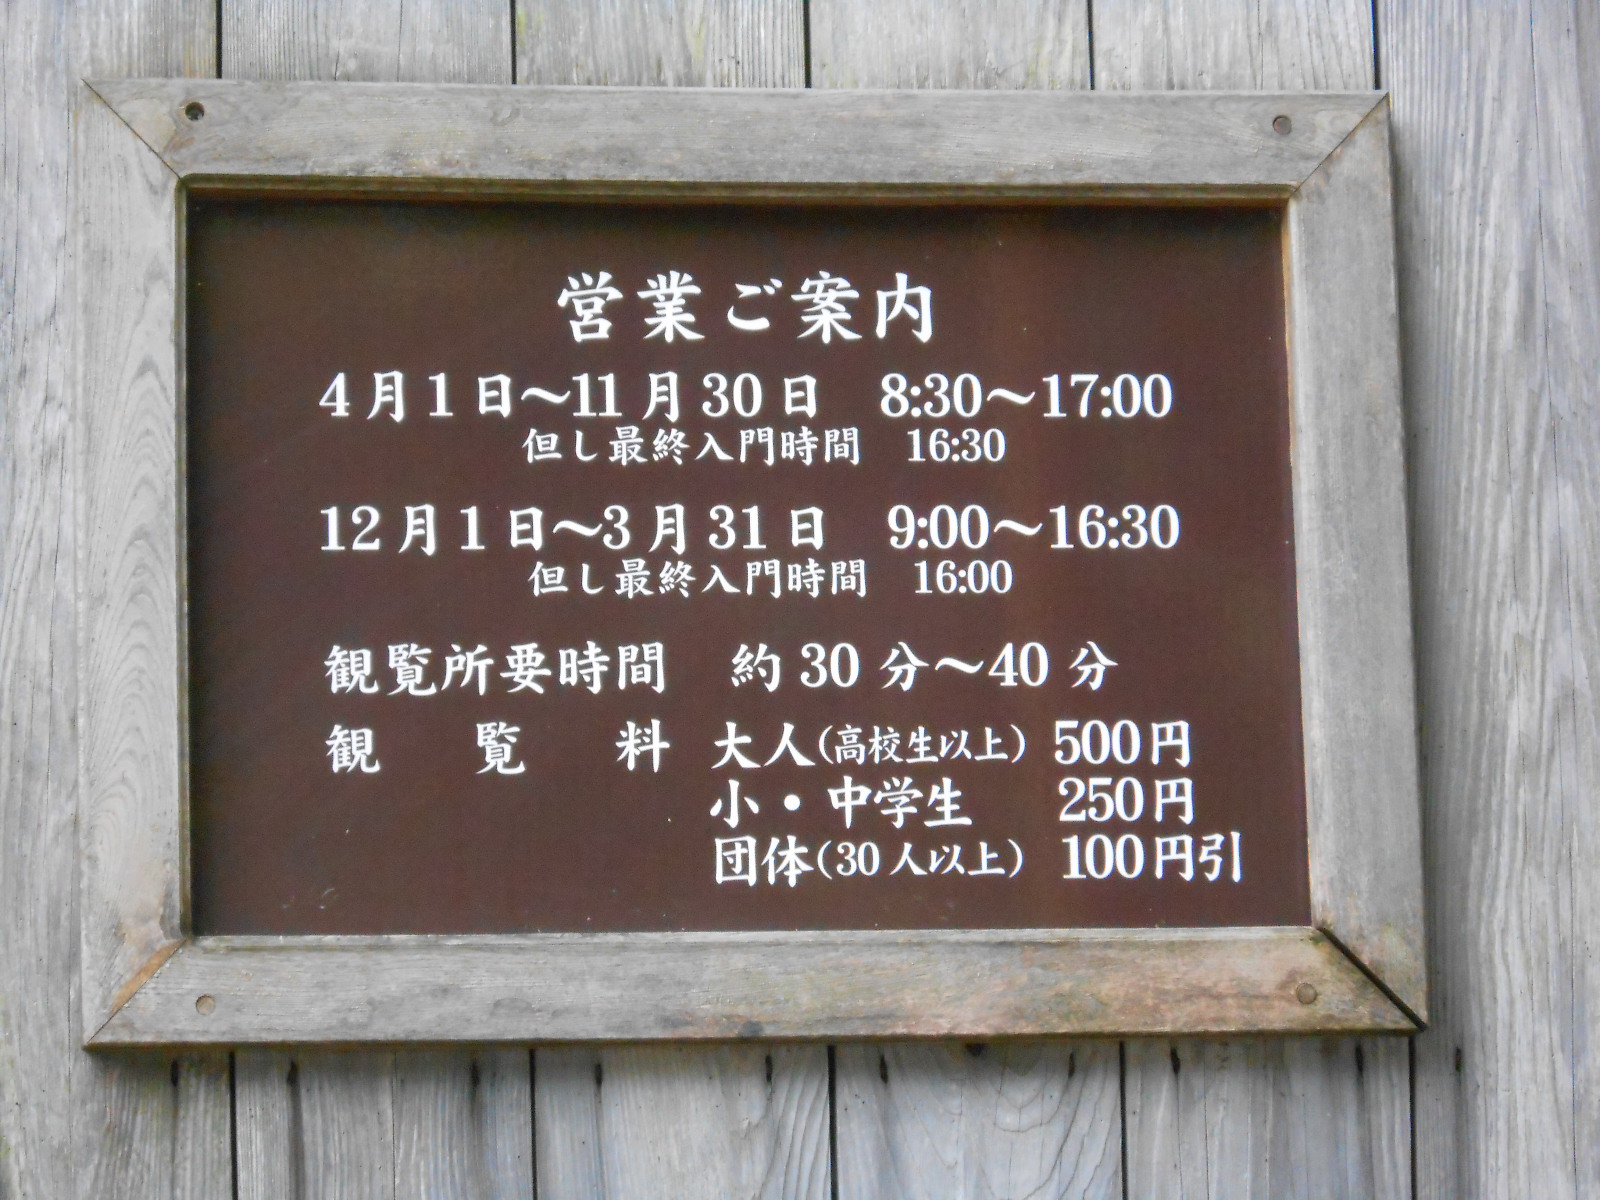 営業ご案内
4月1日～11月30日 8:30～17:00
但し最終入門時間 16:30
12月1日～3月31日 9:00～16:30
但し最終入門時間 16:00
観覧所要時間 約30分～40分
観覧料 大人(高校生以上) 500円
小・中学生 250円
団体(30人以上) 100円引